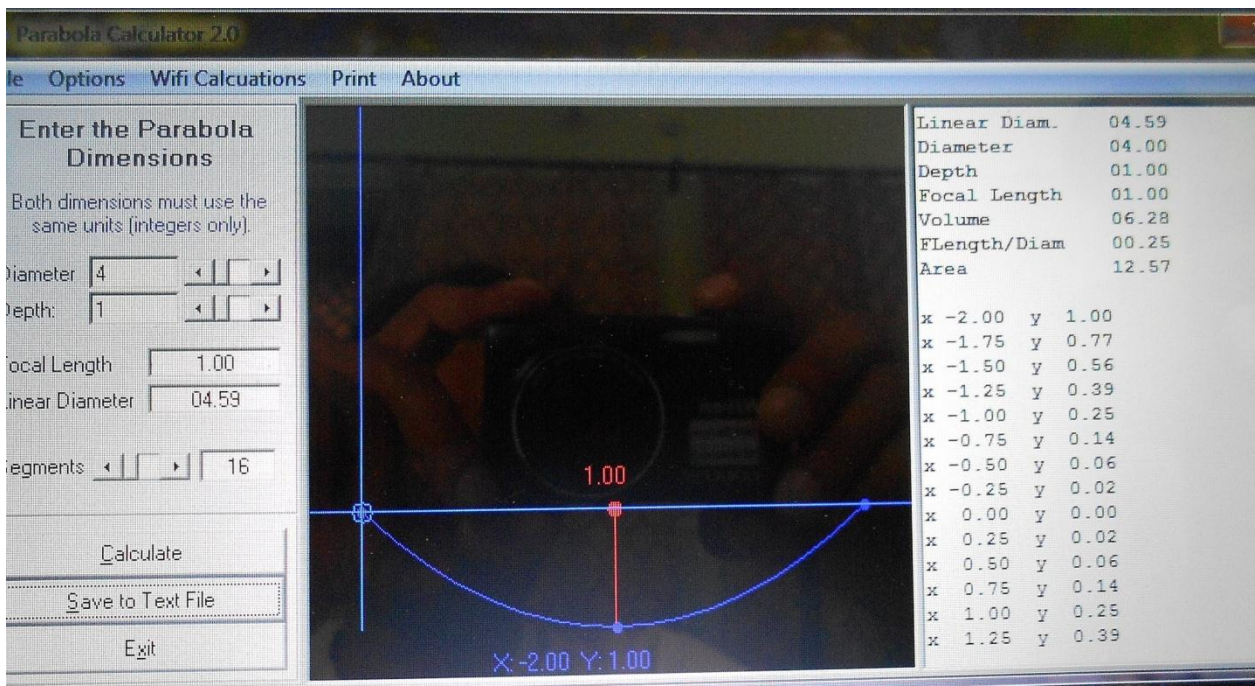 Parabola Calculator 2.0
le Options Wifi Calcuations Print About
Enter the Parabola
Dimensions
Both dimensions must use the
same units (integers only).
Diameter 4
Depth: 1
ocal Length 1.00
inear Diameter 04.59
egments 16
Calculate
Save to Text File
Exit
1.00
X: -2.00 Y: 1.00
Linear Diam. 04.59
Diameter 04.00
Depth 01.00
Focal Length 01.00
Volume 06.28
FLength/Diam 00.25
Area 12.57
x -2.00 y 1.00
x -1.75 y 0.77
x -1.50 y 0.56
x -1.25 y 0.39
x -1.00 y 0.25
x -0.75 y 0.14
x -0.50 y 0.06
x -0.25 y 0.02
x 0.00 y 0.00
x 0.25 y 0.02
x 0.50 y 0.06
x 0.75 y 0.14
x 1.00 y 0.25
x 1.25 y 0.39